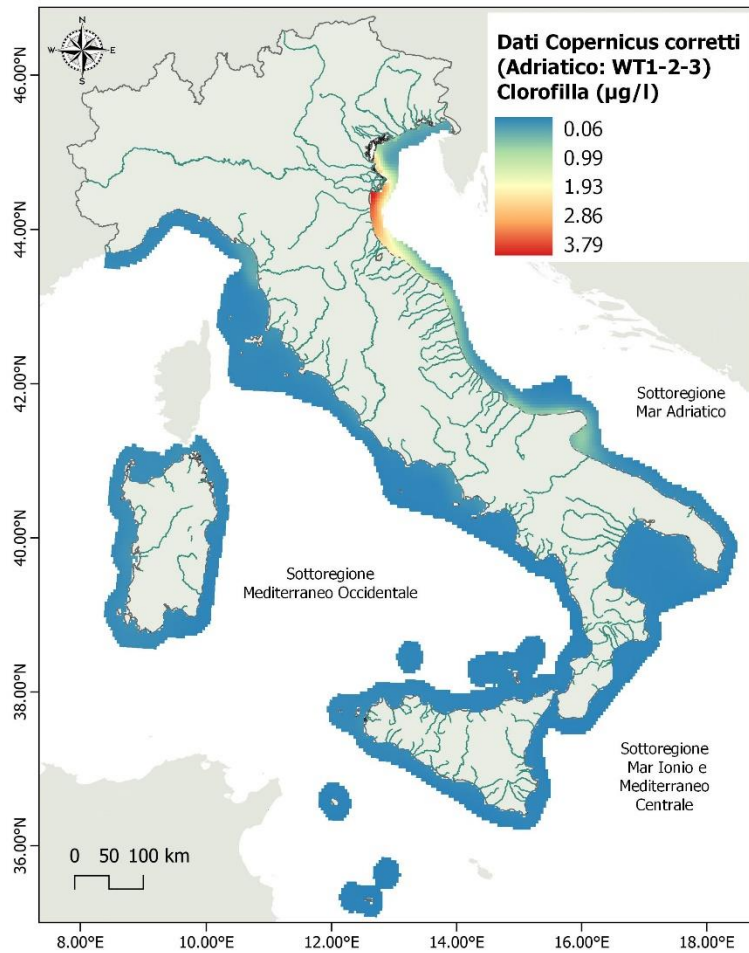 N
W
E
S
Dati Copernicus corretti
(Adriatico: WT1-2-3)
Clorofilla (µg/l)
0.06
0.99
1.93
2.86
3.79
46.00°N
44.00°N
42.00°N
40.00°N
38.00°N
36.00°N
Sottoregione
Mar Adriatico
Sottoregione
Mediterraneo Occidentale
Sottoregione
Mar Ionio e
Mediterraneo
Centrale
0 50 100 km
8.00°E 10.00°E 12.00°E 14.00°E 16.00°E 18.00°E